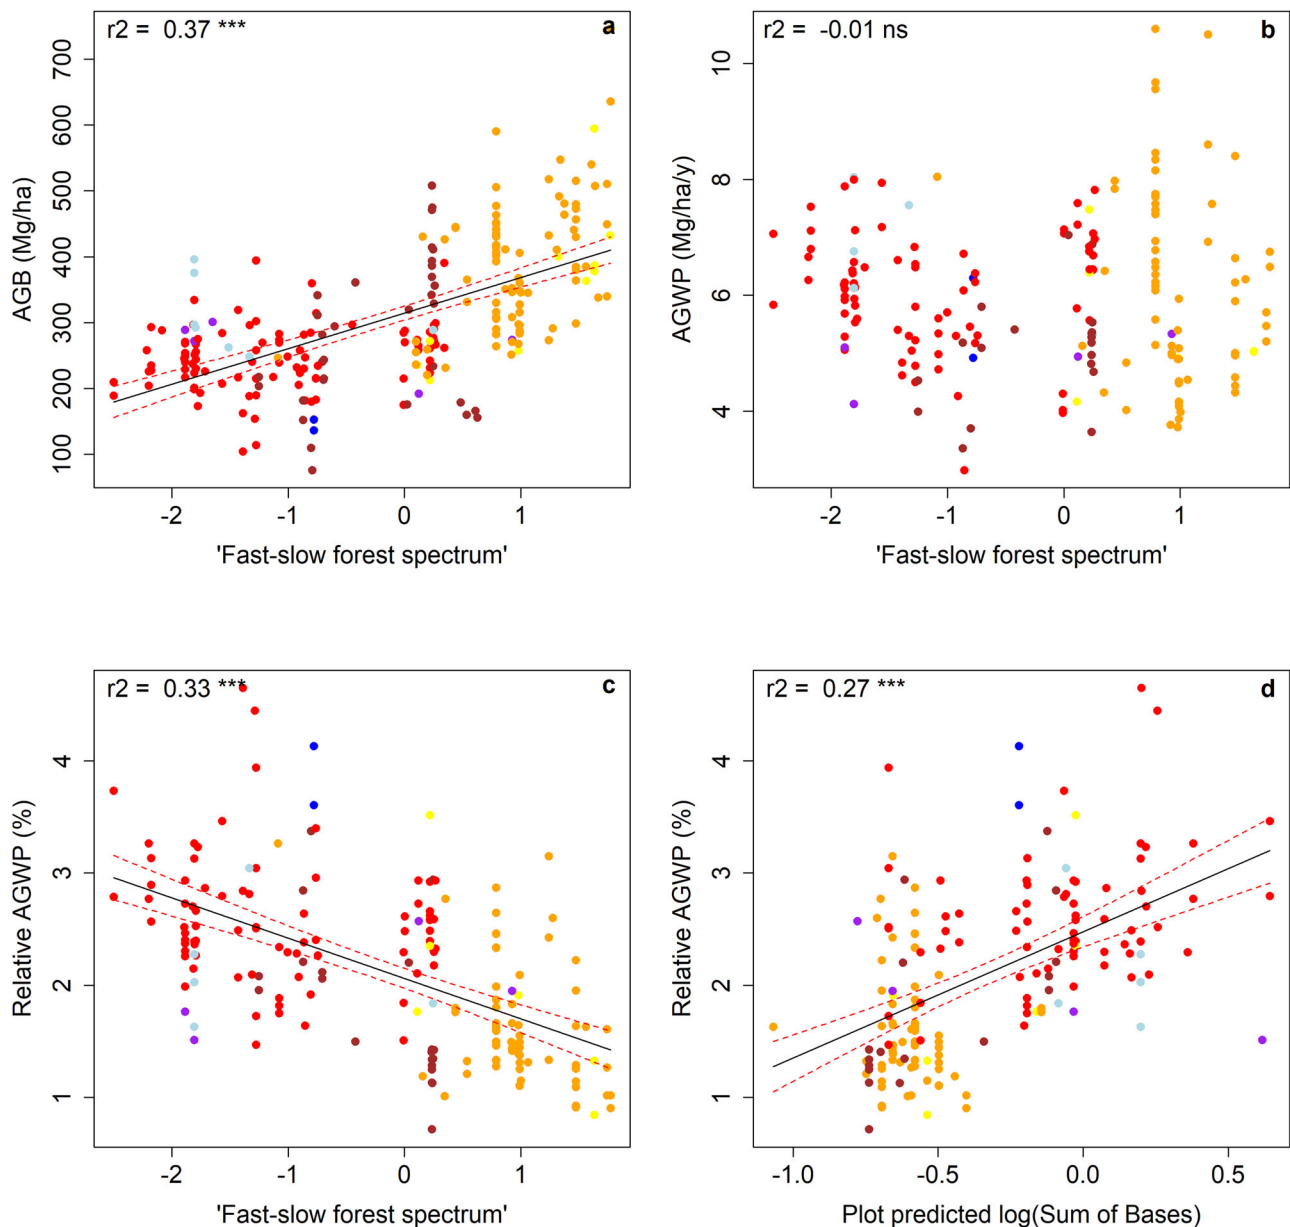 r2 = 0.37 *** a
700
600
500
400
300
200
100
AGB (Mg/ha)
-2 -1 0 1
'Fast-slow forest spectrum'
r2 = -0.01 ns b
10
8
6
4
AGWP (Mg/ha/y)
-2 -1 0 1
'Fast-slow forest spectrum'
r2 = 0.33 *** c
4
3
2
1
Relative AGWP (%)
-2 -1 0 1
'Fast-slow forest spectrum'
r2 = 0.27 *** d
4
3
2
1
Relative AGWP (%)
-1.0 -0.5 0.0 0.5
Plot predicted log(Sum of Bases)